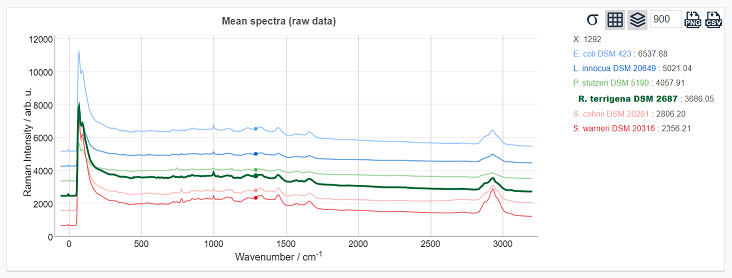 Mean spectra (raw data)
σ
900
PNG
CSV
X: 1292
E. coli DSM 423 : 6537.88
L. innocua DSM 20649 : 5021.04
P. stutzeri DSM 5190 : 4057.91
R. terrigena DSM 2687 : 3686.05
S. cohnii DSM 20261 : 2806.20
S. warneri DSM 20316 : 2356.21
Raman Intensity / arb. u.
12000
10000
8000
6000
4000
2000
0
0 500 1000 1500 2000 2500 3000
Wavenumber / cm⁻¹